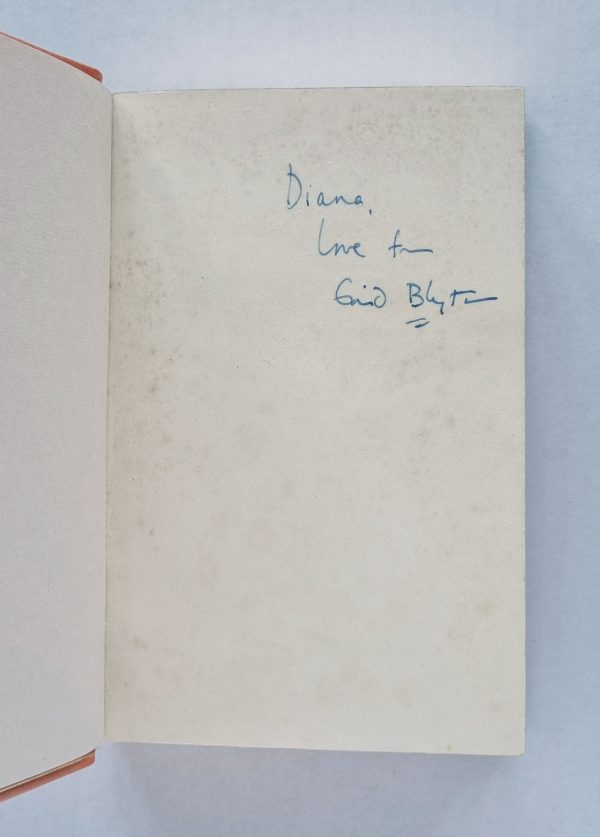 Diana,
love from
Enid Blyton